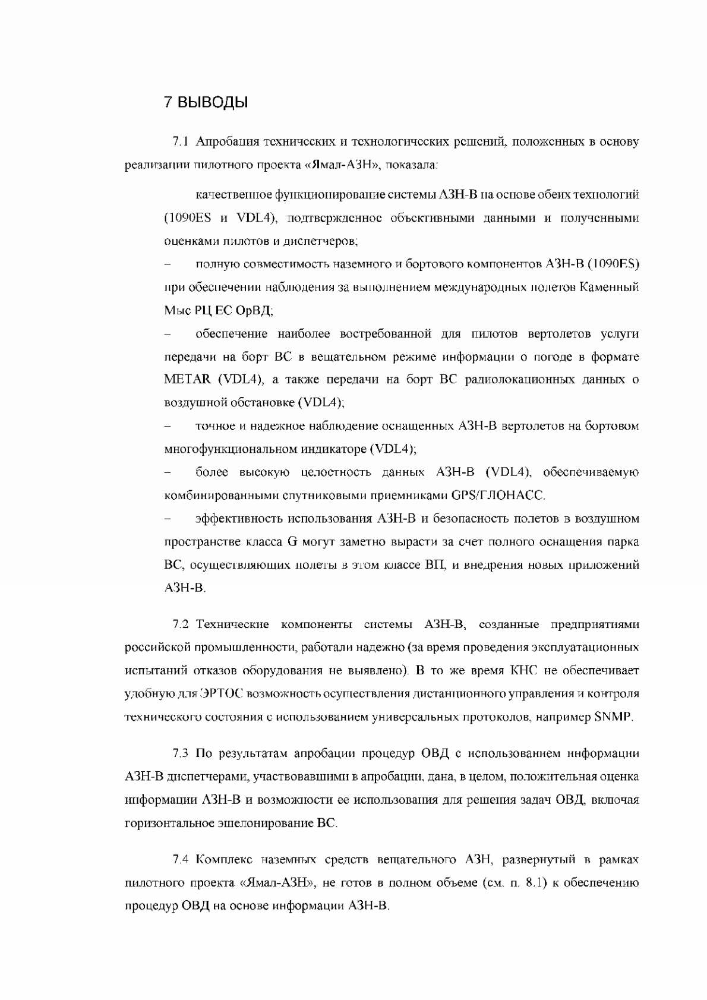 7 ВЫВОДЫ
7.1 Апробация технических и технологических решений, положенных в основу
реализации пилотного проекта «Ямал-АЗН», показала:
качественное функционирование системы АЗН-В на основе обеих технологий
(1090ES и VDL4), подтвержденное объективными данными и полученными
оценками пилотов и диспетчеров;
– полную совместимость наземного и бортового компонентов АЗН-В (1090ES)
при обеспечении наблюдения за выполнением международных полетов Каменный
Мыс РЦ ЕС ОрВД;
– обеспечение наиболее востребованной для пилотов вертолетов услуги
передачи на борт ВС в вещательном режиме информации о погоде в формате
METAR (VDL4), а также передачи на борт ВС радиолокационных данных о
воздушной обстановке (VDL4);
– точное и надежное наблюдение оснащенных АЗН-В вертолетов на бортовом
многофункциональном индикаторе (VDL4);
– более высокую целостность данных АЗН-В (VDL4), обеспечиваемую
комбинированными спутниковыми приемниками GPS/ГЛОНАСС.
– эффективность использования АЗН-В и безопасность полетов в воздушном
пространстве класса G могут заметно вырасти за счет полного оснащения парка
ВС, осуществляющих полеты в этом классе ВП, и внедрения новых приложений
АЗН-В.
7.2 Технические компоненты системы АЗН-В, созданные предприятиями
российской промышленности, работали надежно (за время проведения эксплуатационных
испытаний отказов оборудования не выявлено). В то же время КНС не обеспечивает
удобную для ЭРТОС возможность осуществления дистанционного управления и контроля
технического состояния с использованием универсальных протоколов, например SNMP.
7.3 По результатам апробации процедур ОВД с использованием информации
АЗН-В диспетчерами, участвовавшими в апробации, дана, в целом, положительная оценка
информации АЗН-В и возможности ее использования для решения задач ОВД, включая
горизонтальное эшелонирование ВС.
7.4 Комплекс наземных средств вещательного АЗН, развернутый в рамках
пилотного проекта «Ямал-АЗН», не готов в полном объеме (см. п. 8.1) к обеспечению
процедур ОВД на основе информации АЗН-В.